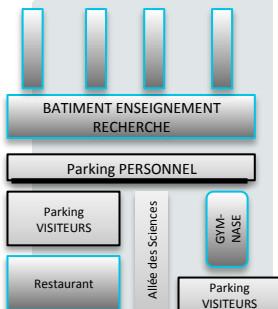 BATIMENT ENSEIGNEMENT
RECHERCHE
Parking PERSONNEL
Parking
VISITEURS
Allée des Sciences
GYM-
NASE
Restaurant
Parking
VISITEURS